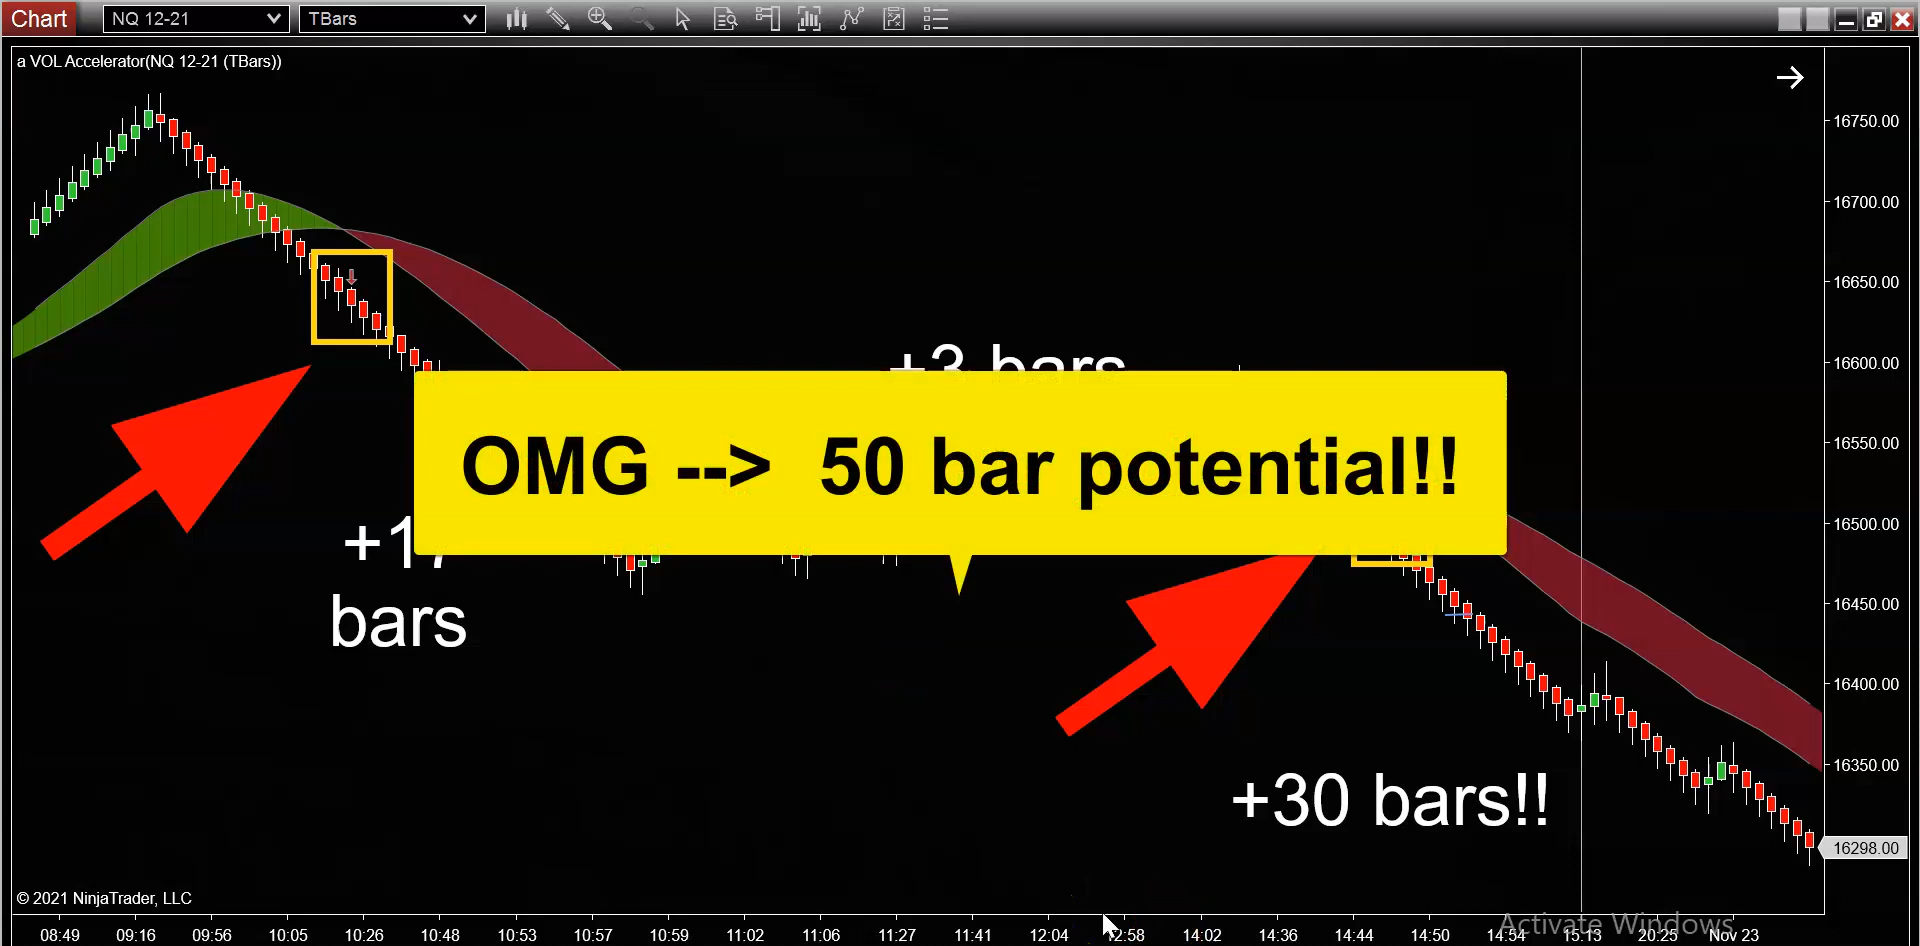 Chart NQ 12-21 TBars
a VOL Accelerator(NQ 12-21 (TBars))
16750.00
16700.00
16650.00
16600.00
16550.00
16500.00
16450.00
16400.00
16350.00
16298.00
+3 bars
OMG --> 50 bar potential!!
+17
bars
+30 bars!!
© 2021 NinjaTrader, LLC
Activate Windows
08:49 09:16 09:56 10:05 10:26 10:48 10:53 10:57 10:59 11:02 11:06 11:27 11:41 12:04 :58 14:02 14:36 14:44 14:50 14:54 15:13 20:25 Nov 23